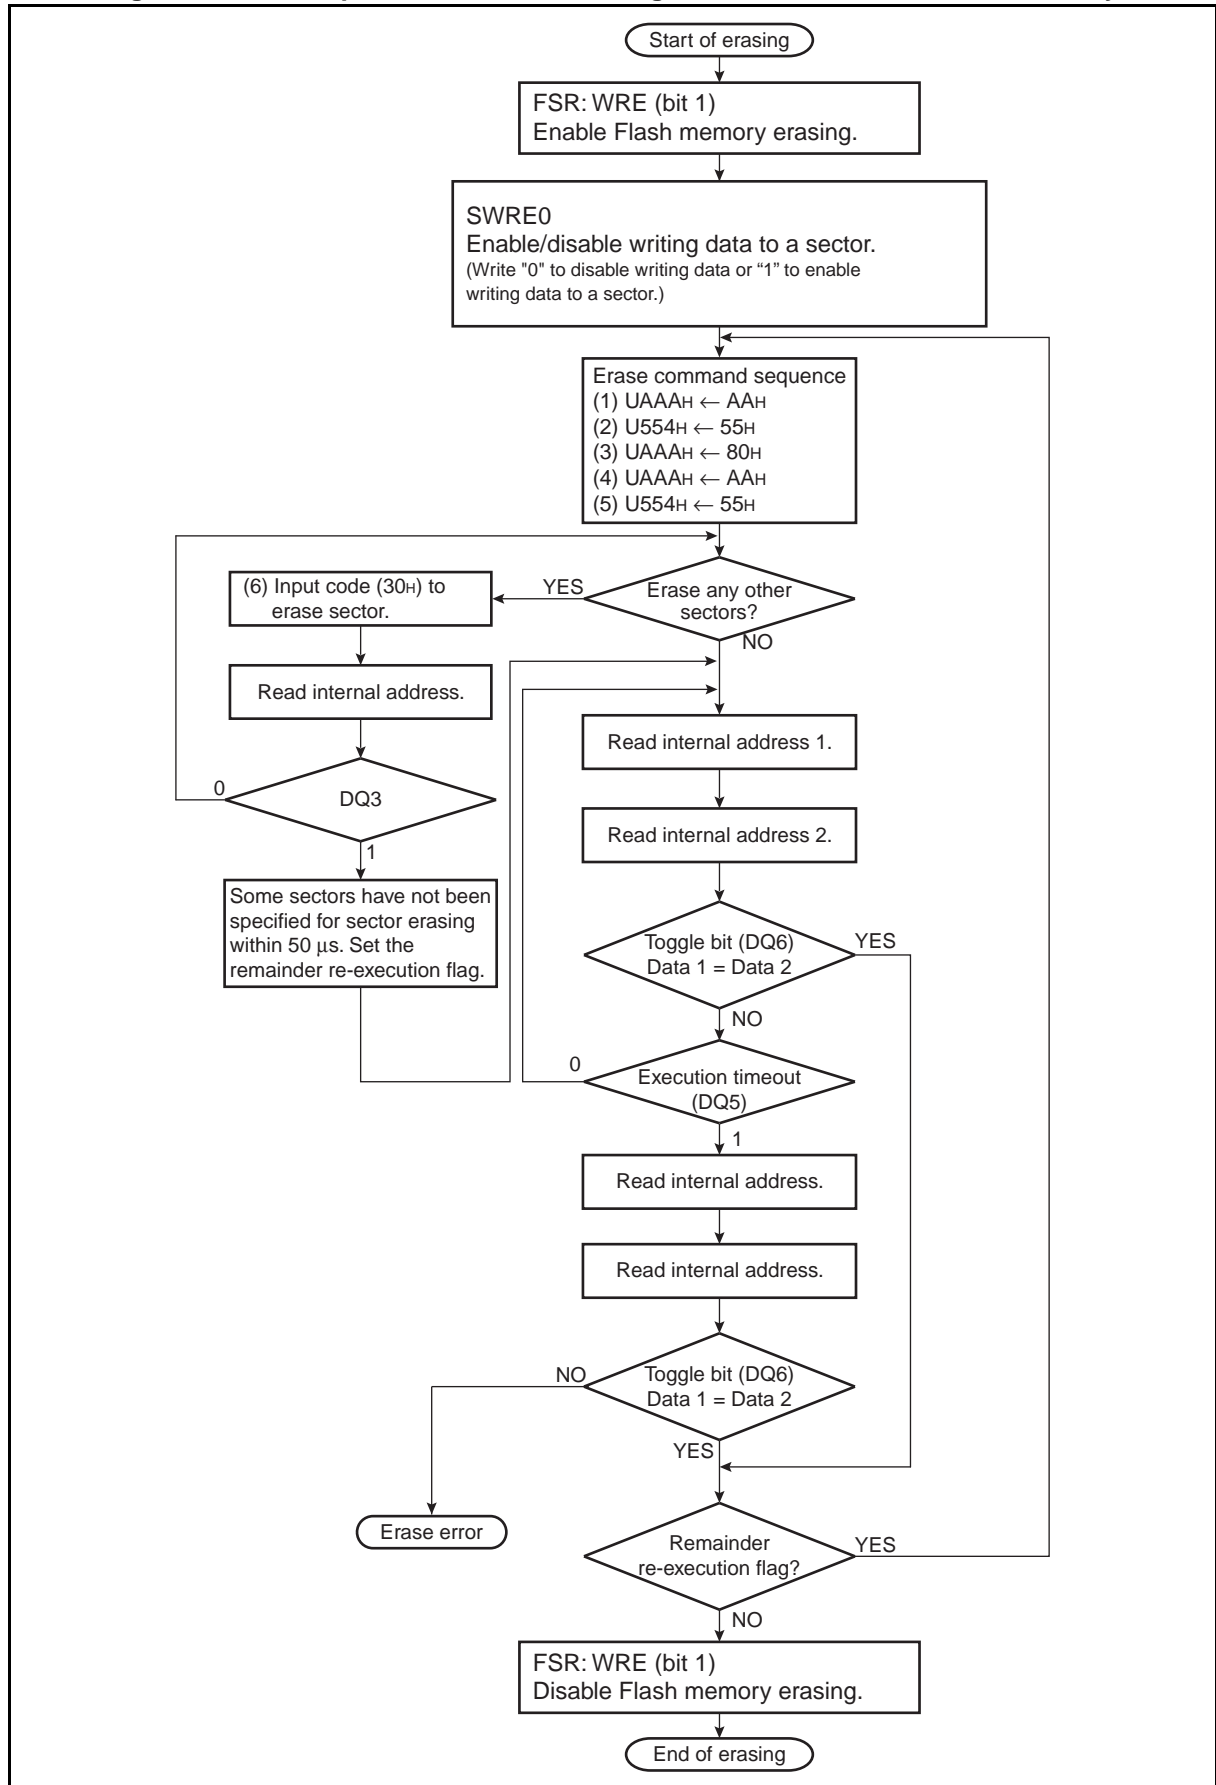 Start of erasing
FSR: WRE (bit 1)
Enable Flash memory erasing.
SWRE0
Enable/disable writing data to a sector.
(Write "0" to disable writing data or “1” to enable
writing data to a sector.)
Erase command sequence
(1) UAAAH ← AAH
(2) U554H ← 55H
(3) UAAAH ← 80H
(4) UAAAH ← AAH
(5) U554H ← 55H
Erase any other
sectors?
YES
NO
(6) Input code (30H) to
erase sector.
Read internal address.
DQ3
0
1
Some sectors have not been
specified for sector erasing
within 50 µs. Set the
remainder re-execution flag.
Read internal address 1.
Read internal address 2.
Toggle bit (DQ6)
Data 1 = Data 2
YES
NO
Execution timeout
(DQ5)
0
1
Read internal address.
Read internal address.
Toggle bit (DQ6)
Data 1 = Data 2
NO
YES
Erase error
Remainder
re-execution flag?
YES
NO
FSR: WRE (bit 1)
Disable Flash memory erasing.
End of erasing